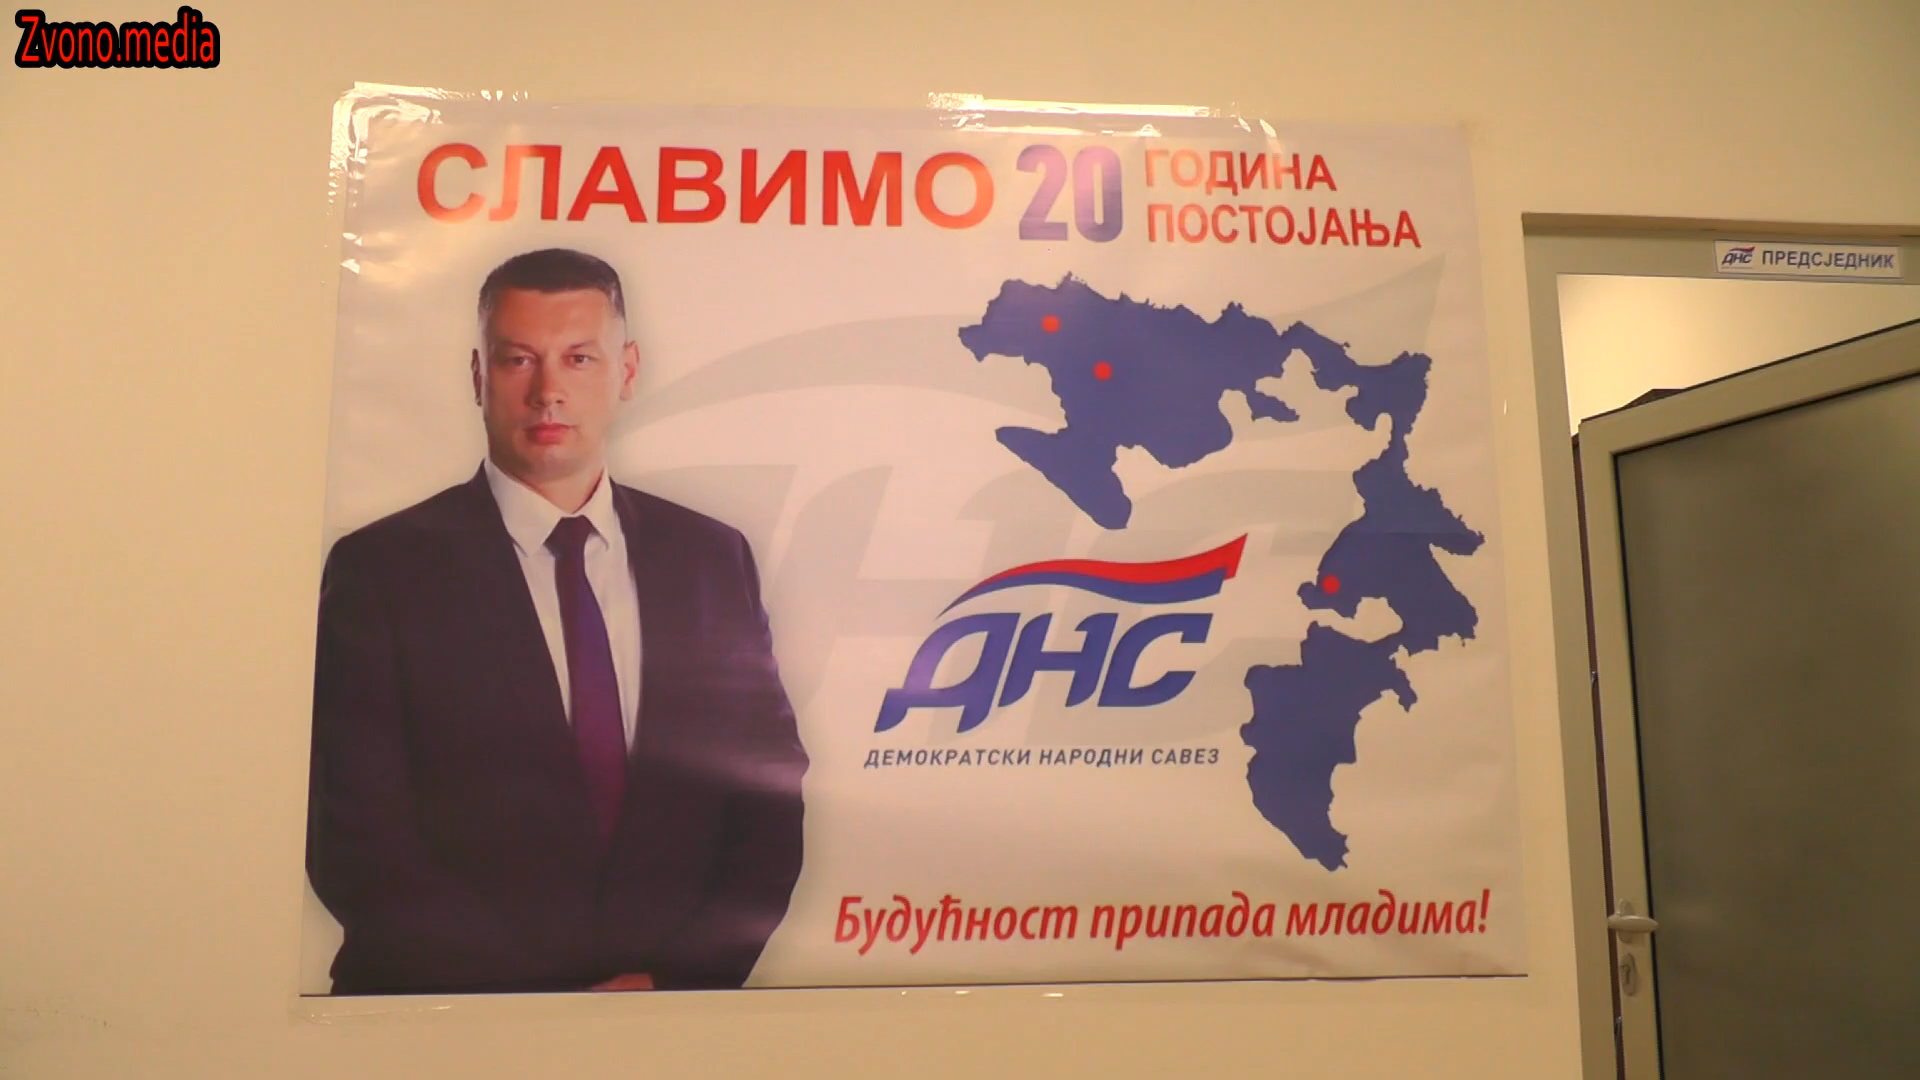 Zvono.media
СЛАВИМО 20 ГОДИНА
ПОСТОЈАЊА
ДНС ПРЕДСЈЕДНИК
ДНС
ДЕМОКРАТСКИ НАРОДНИ САВЕЗ
Будућност припада младима!